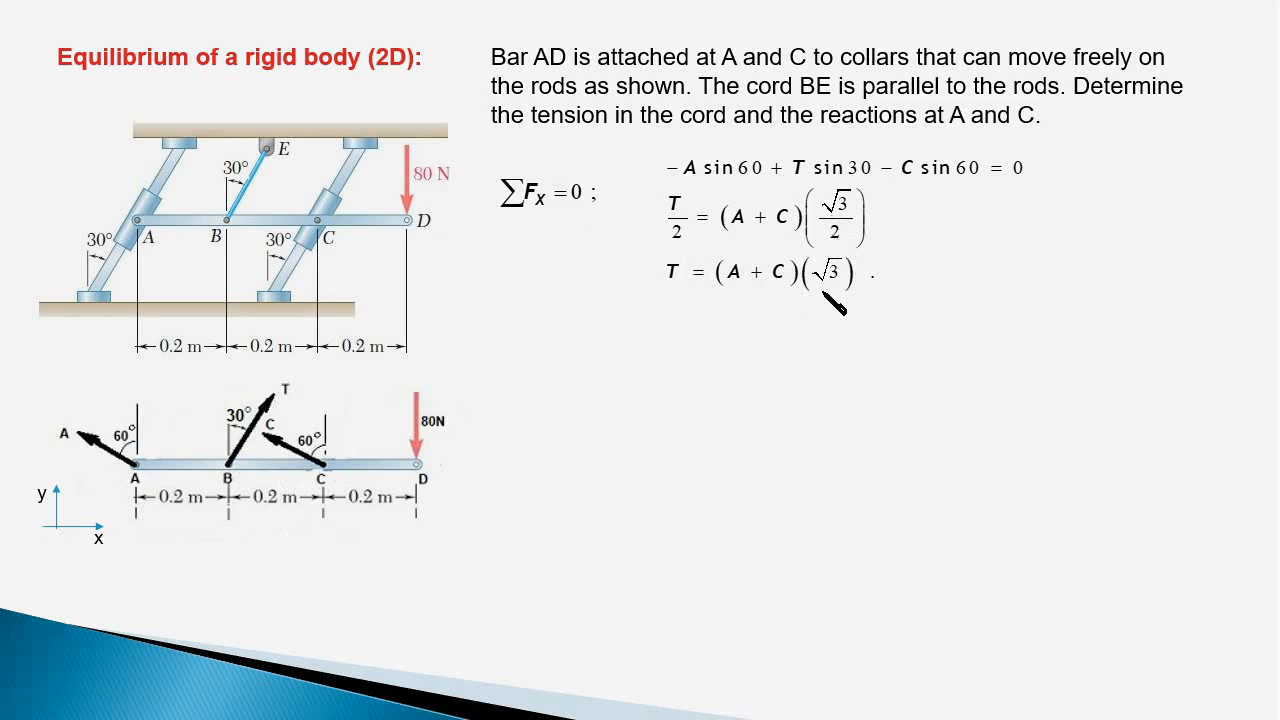 Equilibrium of a rigid body (2D):
Bar AD is attached at A and C to collars that can move freely on
the rods as shown. The cord BE is parallel to the rods. Determine
the tension in the cord and the reactions at A and C.
E
30°
80 N
D
30° A B 30° C
0.2 m 0.2 m 0.2 m
∑Fx = 0 ;
− A sin 60 + T sin 30 − C sin 60 = 0
T/2 = (A + C)(√3/2)
T = (A + C)(√3) .
T
30°
C
80N
A 60° 60°
A B C D
0.2 m 0.2 m 0.2 m
y
x